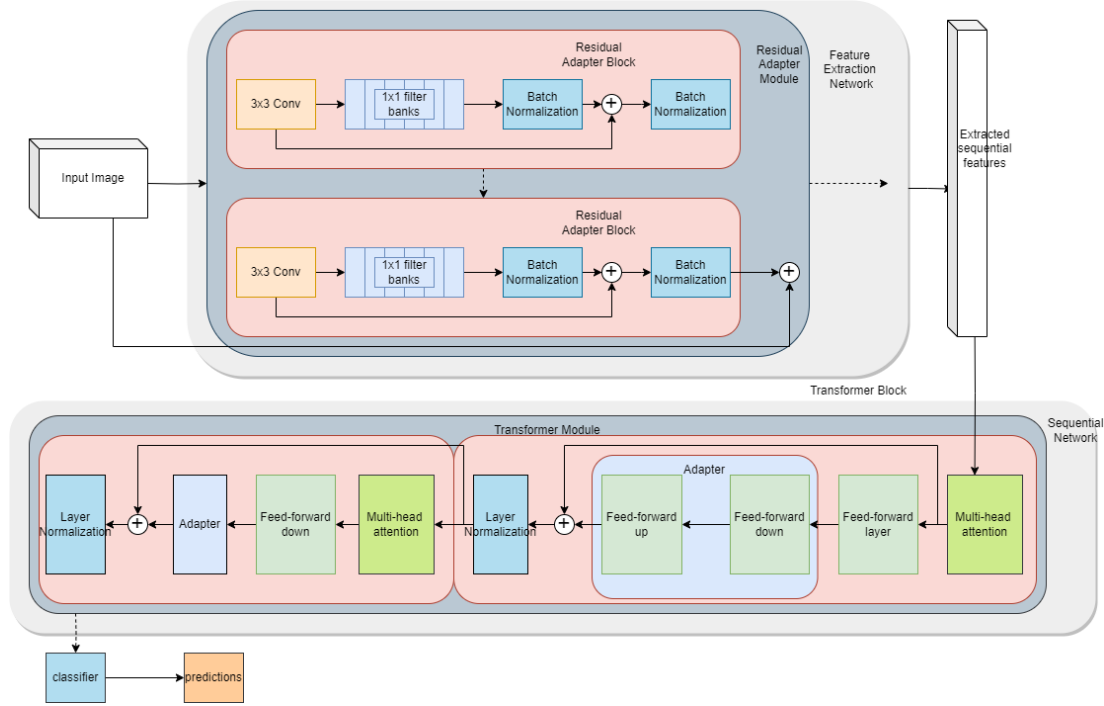 Residual
Adapter Block
Residual
Adapter
Module
Feature
Extraction
Network
3x3 Conv
1x1 filter
banks
Batch
Normalization
Batch
Normalization
Extracted
sequential
features
Input Image
Residual
Adapter Block
3x3 Conv
1x1 filter
banks
Batch
Normalization
Batch
Normalization
Transformer Block
Sequential
Network
Transformer Module
Adapter
Layer
Normalization
Adapter
Feed-forward
down
Multi-head
attention
Layer
Normalization
Feed-forward
up
Feed-forward
down
Feed-forward
layer
Multi-head
attention
classifier
predictions